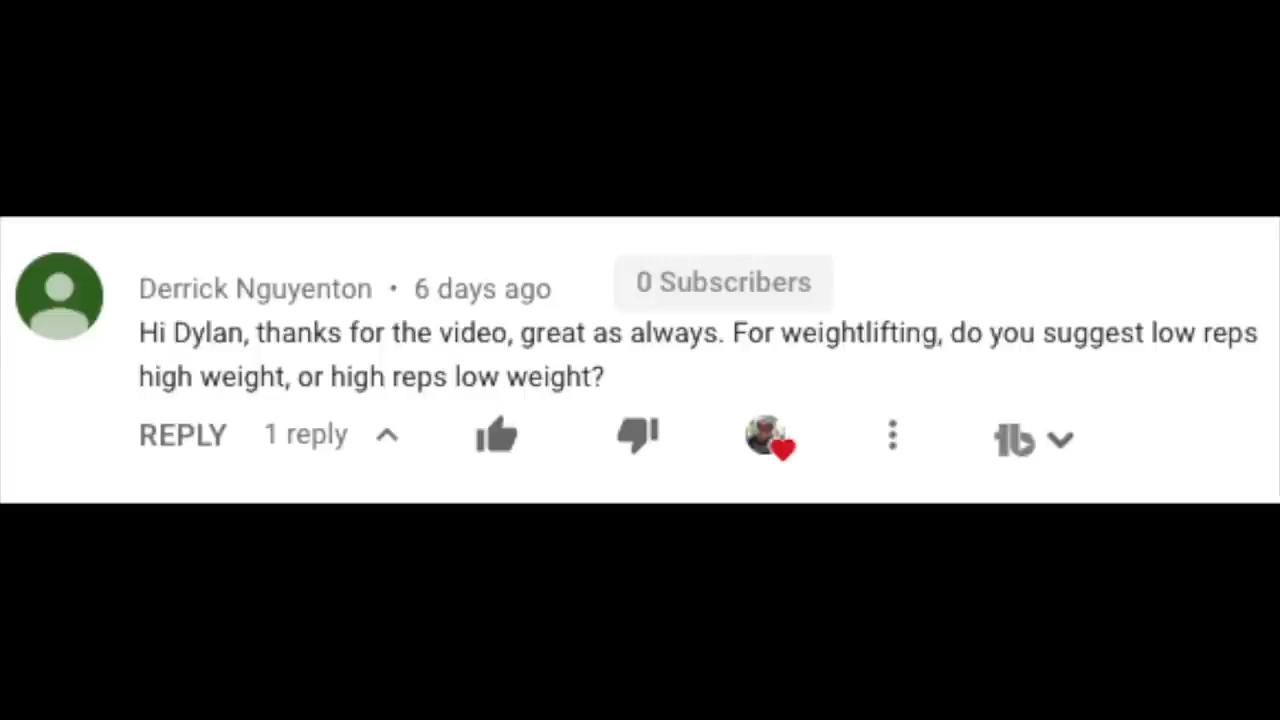 Derrick Nguyenton • 6 days ago 0 Subscribers
Hi Dylan, thanks for the video, great as always. For weightlifting, do you suggest low reps
high weight, or high reps low weight?
REPLY 1 reply